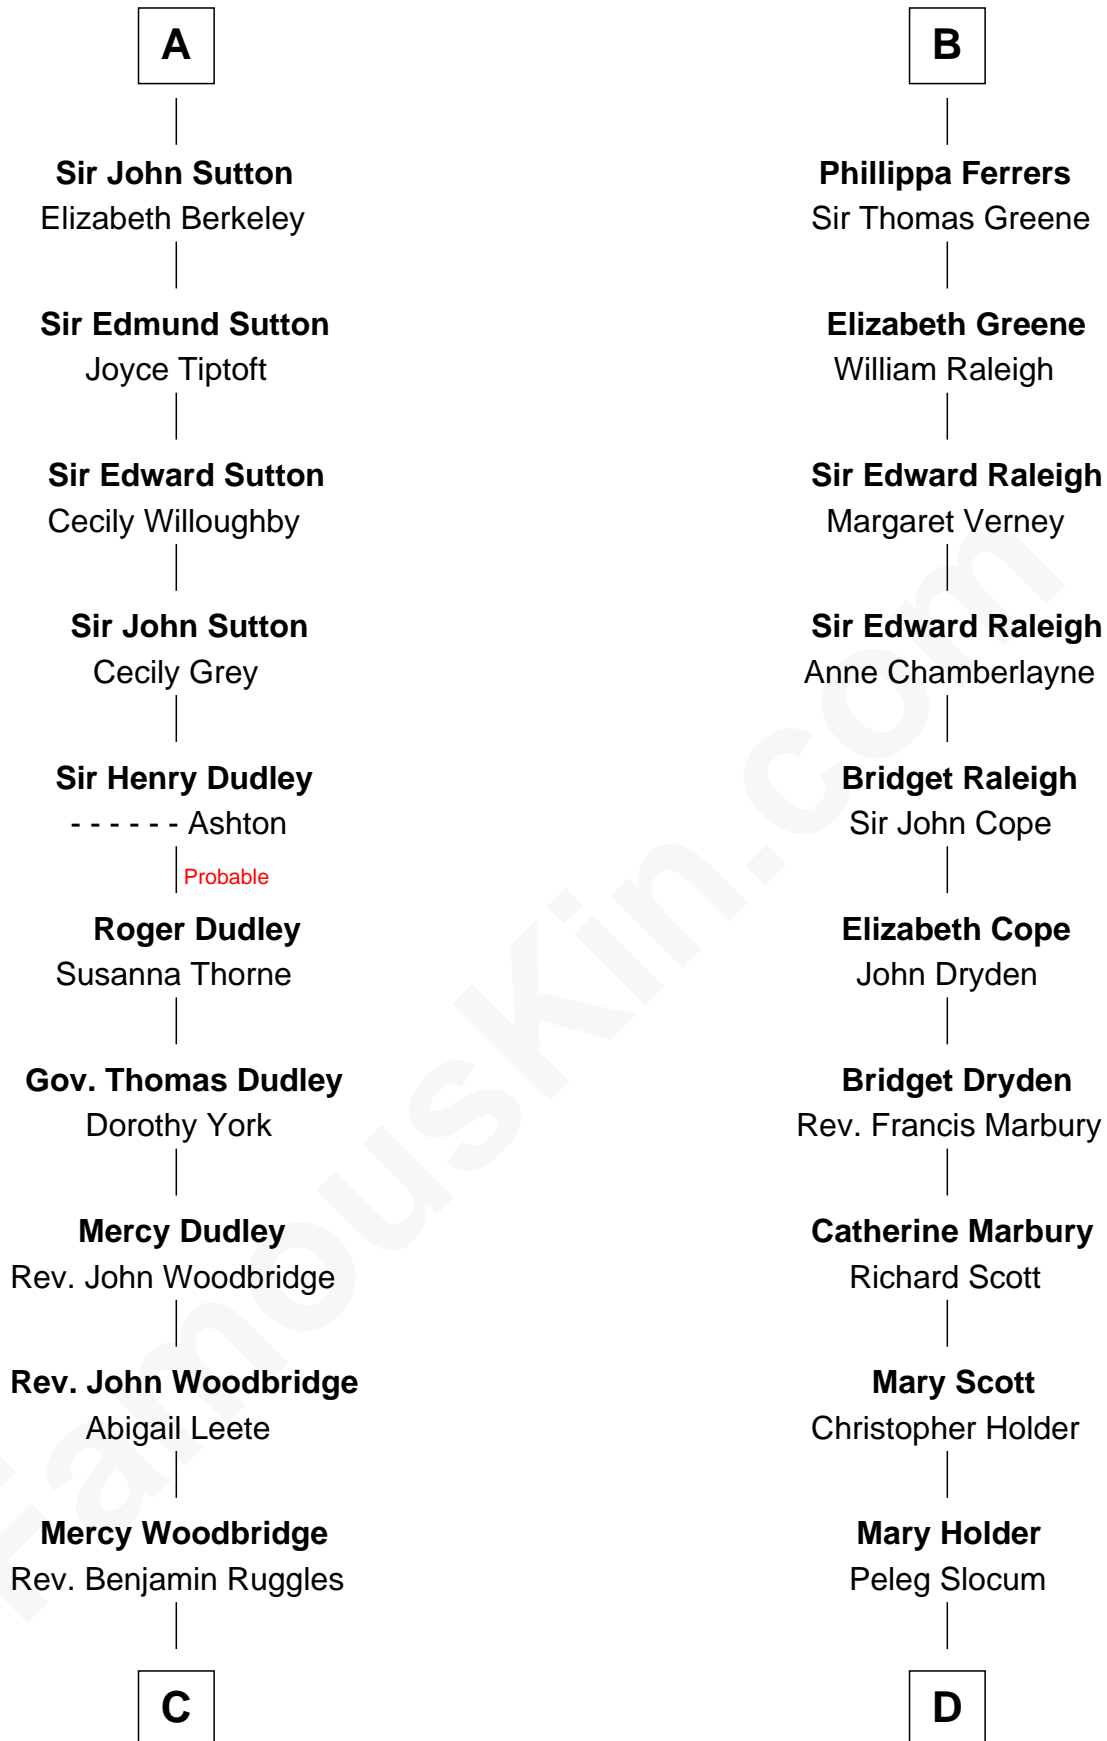 A
Sir John Sutton
Elizabeth Berkeley
Sir Edmund Sutton
Joyce Tiptoft
Sir Edward Sutton
Cecily Willoughby
Sir John Sutton
Cecily Grey
Sir Henry Dudley
- - - - - - Ashton
Probable
Roger Dudley
Susanna Thorne
Gov. Thomas Dudley
Dorothy York
Mercy Dudley
Rev. John Woodbridge
Rev. John Woodbridge
Abigail Leete
Mercy Woodbridge
Rev. Benjamin Ruggles
C
B
Phillippa Ferrers
Sir Thomas Greene
Elizabeth Greene
William Raleigh
Sir Edward Raleigh
Margaret Verney
Sir Edward Raleigh
Anne Chamberlayne
Bridget Raleigh
Sir John Cope
Elizabeth Cope
John Dryden
Bridget Dryden
Rev. Francis Marbury
Catherine Marbury
Richard Scott
Mary Scott
Christopher Holder
Mary Holder
Peleg Slocum
D
FamousKin.com